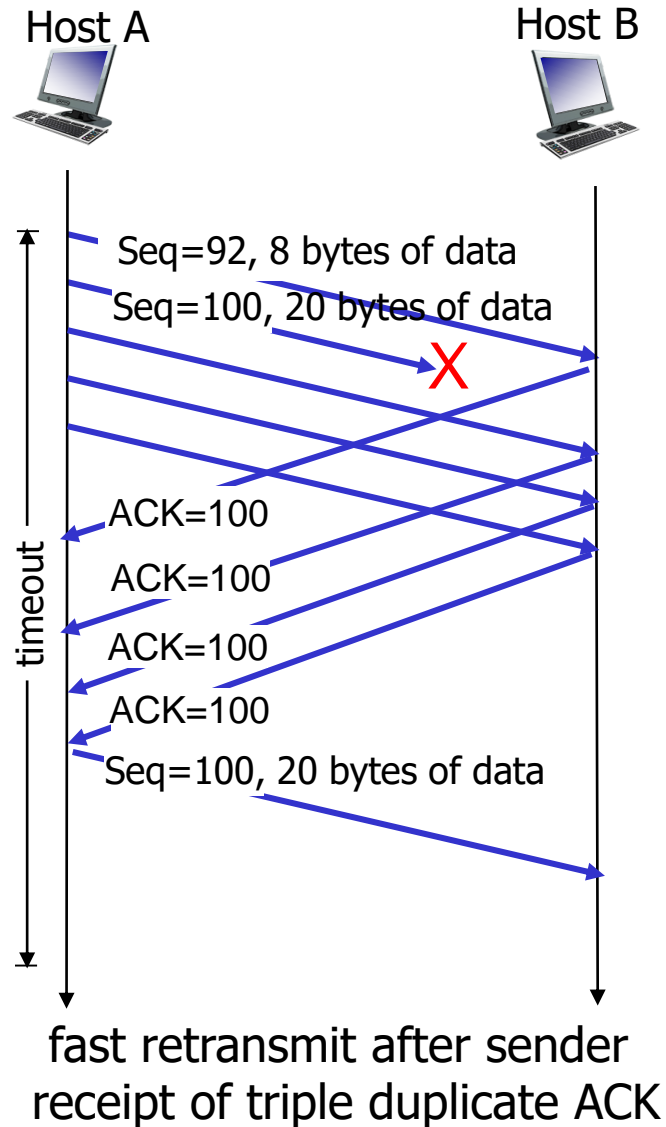 Host A
Host B
Seq=92, 8 bytes of data
Seq=100, 20 bytes of data
X
timeout
ACK=100
ACK=100
ACK=100
ACK=100
Seq=100, 20 bytes of data
fast retransmit after sender
receipt of triple duplicate ACK